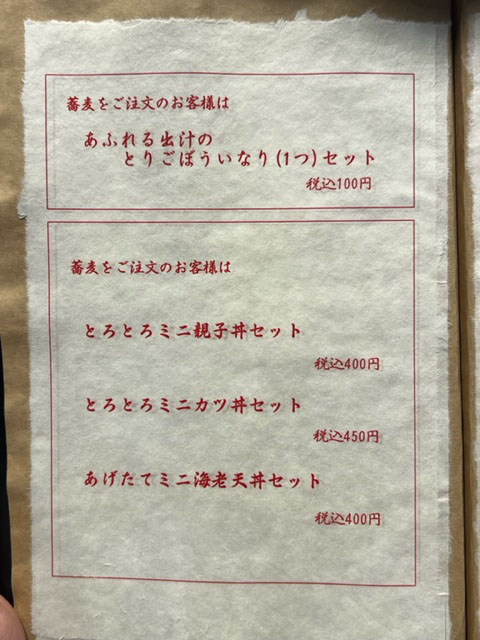 蕎麦をご注文のお客様は
あふれる出汁の
とりごぼういなり(1つ)セット
税込100円
蕎麦をご注文のお客様は
とろとろミニ親子丼セット
税込400円
とろとろミニカツ丼セット
税込450円
あげたてミニ海老天丼セット
税込400円